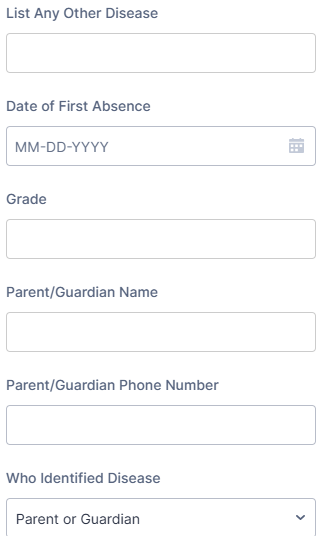 List Any Other Disease
Date of First Absence
MM-DD-YYYY
Grade
Parent/Guardian Name
Parent/Guardian Phone Number
Who Identified Disease
Parent or Guardian